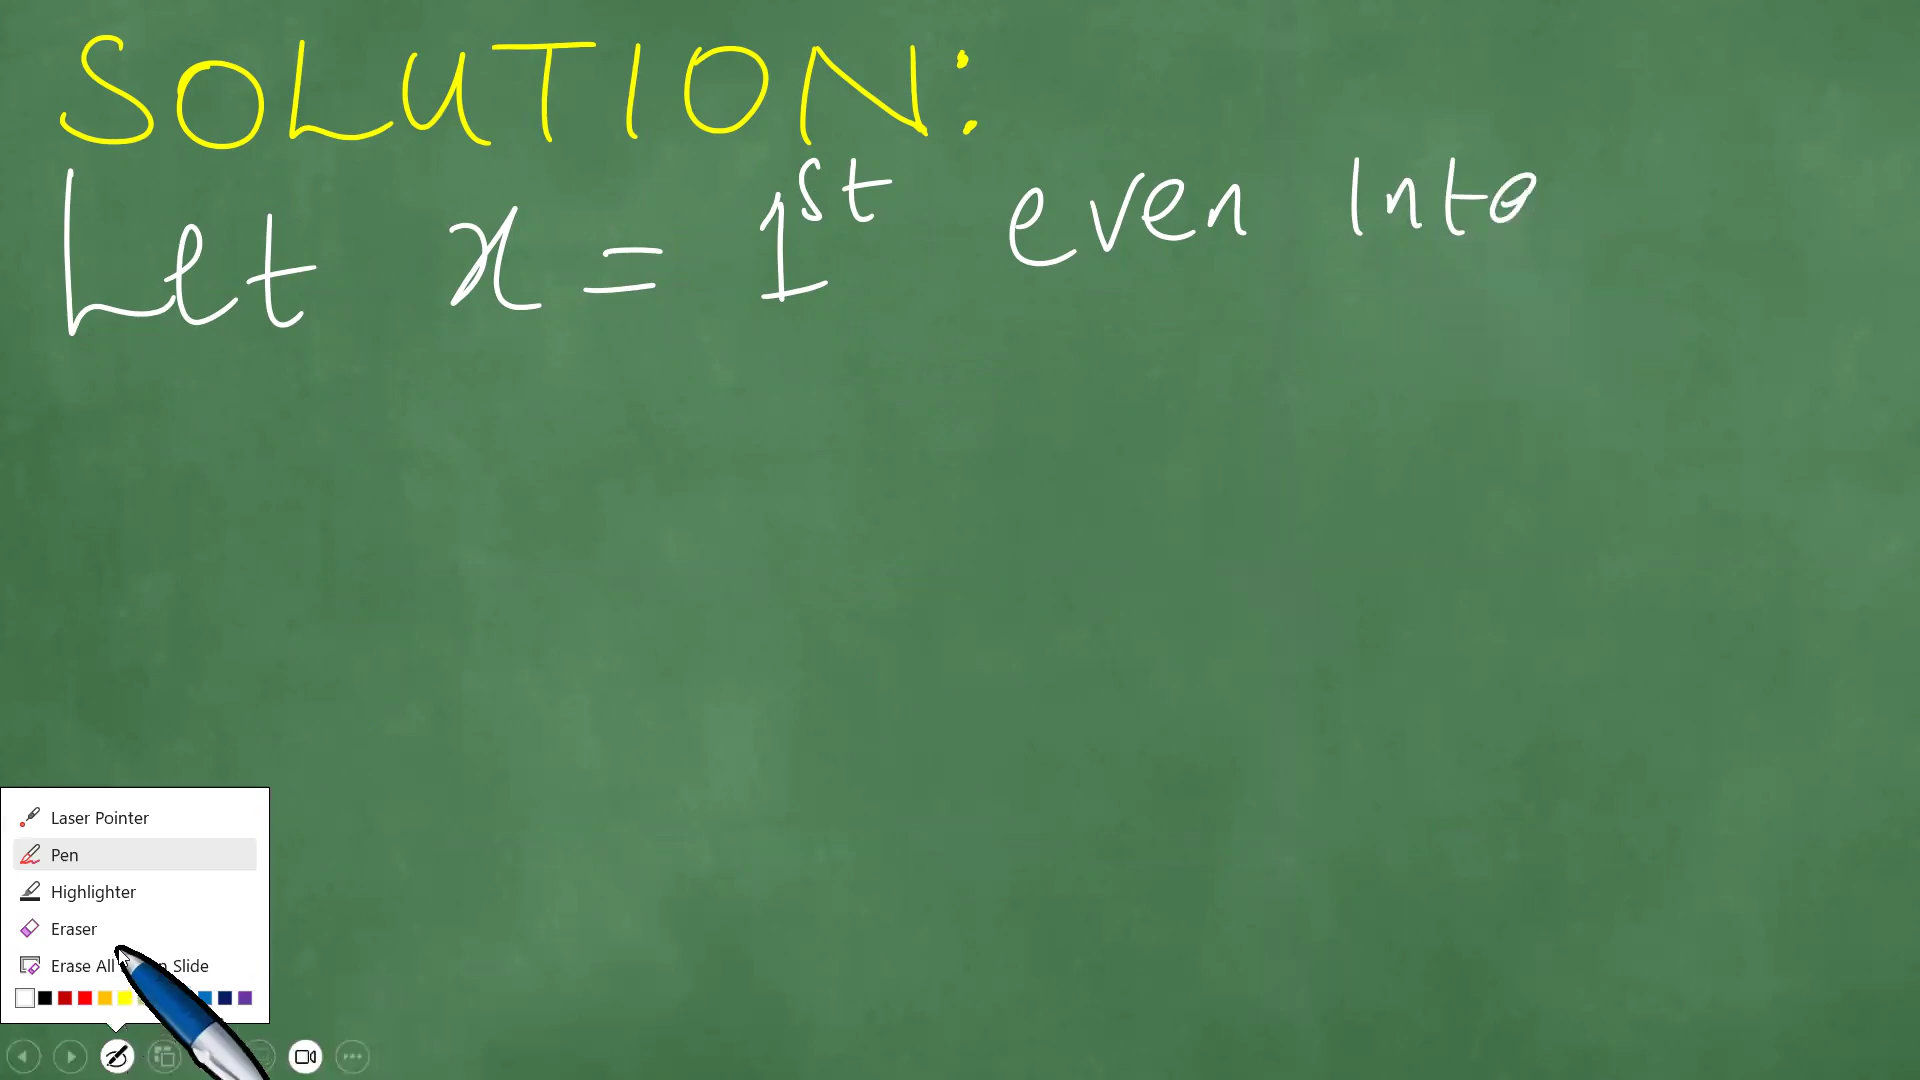 SOLUTION:
Let x = 1st even Inte
Laser Pointer
Pen
Highlighter
Eraser
Erase All Slide